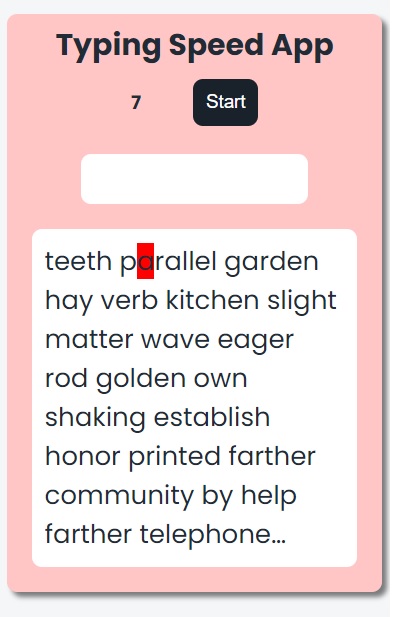 Typing Speed App
7
Start
teeth parallel garden
hay verb kitchen slight
matter wave eager
rod golden own
shaking establish
honor printed farther
community by help
farther telephone...